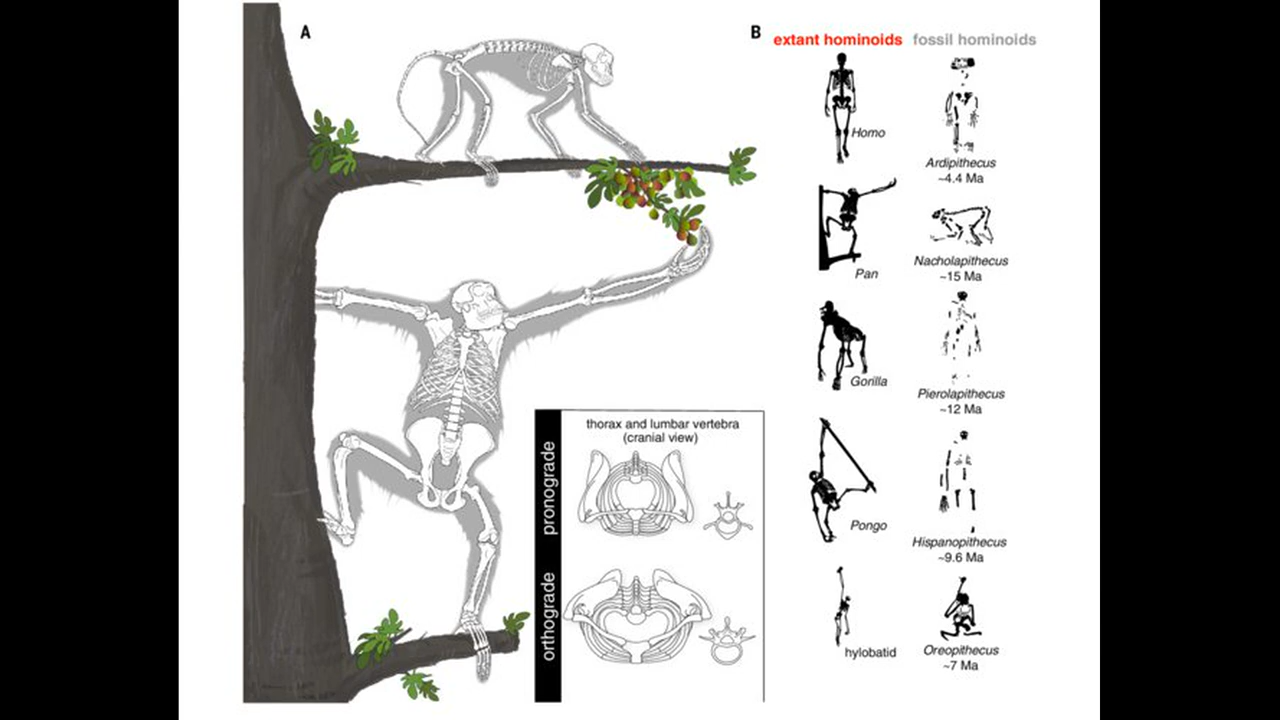 A
B
extant hominoids fossil hominoids
Homo
Ardipithecus
~4.4 Ma
Pan
Nacholapithecus
~15 Ma
Gorilla
Pierolapithecus
~12 Ma
Pongo
Hispanopithecus
~9.6 Ma
hylobatid
Oreopithecus
~7 Ma
thorax and lumbar vertebra
(cranial view)
pronograde
orthograde